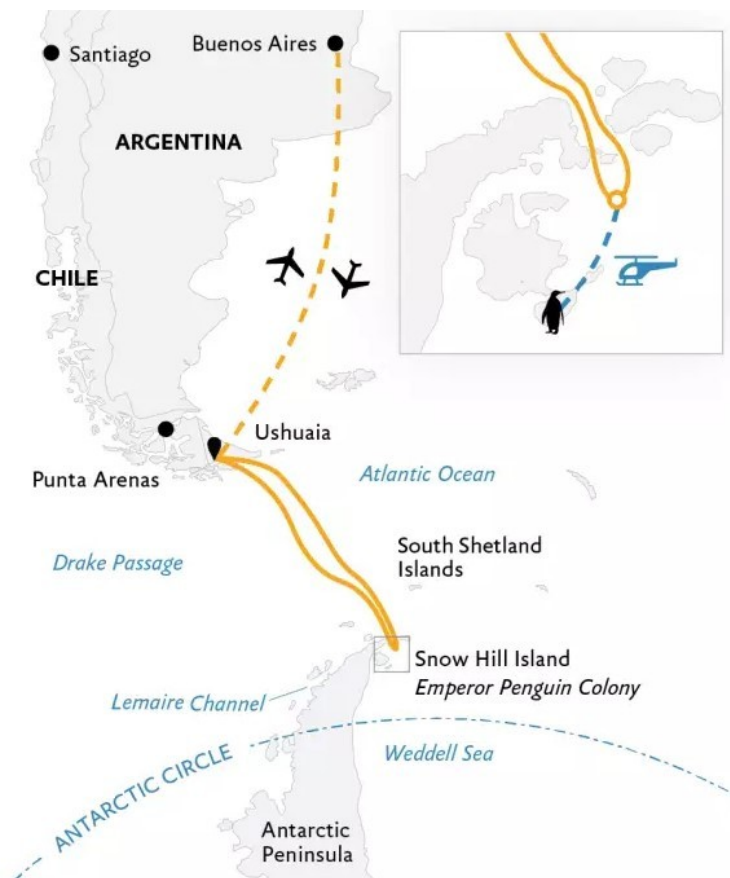 Santiago
Buenos Aires
ARGENTINA
CHILE
Ushuaia
Punta Arenas
Atlantic Ocean
South Shetland
Islands
Drake Passage
Snow Hill Island
Emperor Penguin Colony
Lemaire Channel
Weddell Sea
ANTARCTIC CIRCLE
Antarctic
Peninsula